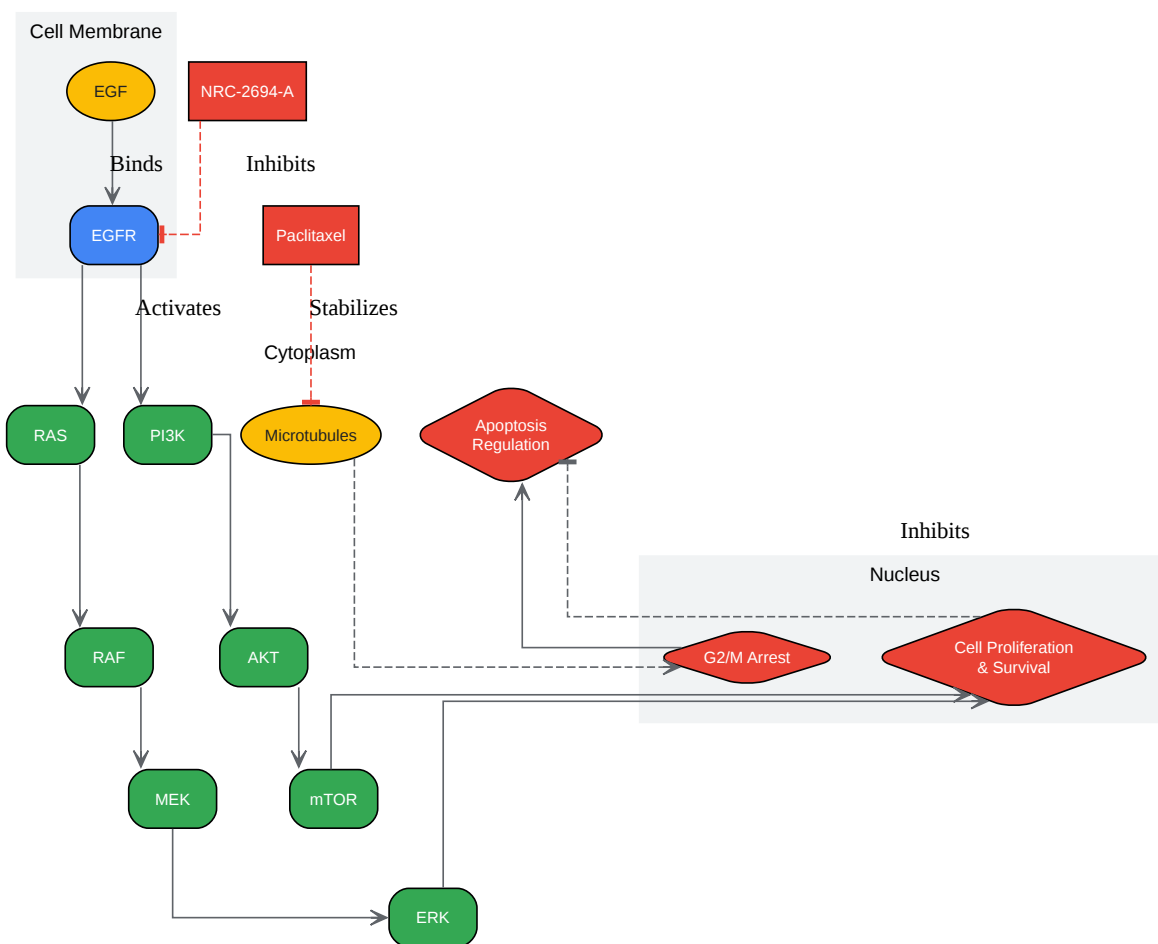 Cell Membrane
EGF
NRC-2694-A
Binds
Inhibits
EGFR
Paclitaxel
Activates
Stabilizes
Cytoplasm
RAS
PI3K
Microtubules
Apoptosis
Regulation
Inhibits
Nucleus
RAF
AKT
G2/M Arrest
Cell Proliferation
& Survival
MEK
mTOR
ERK